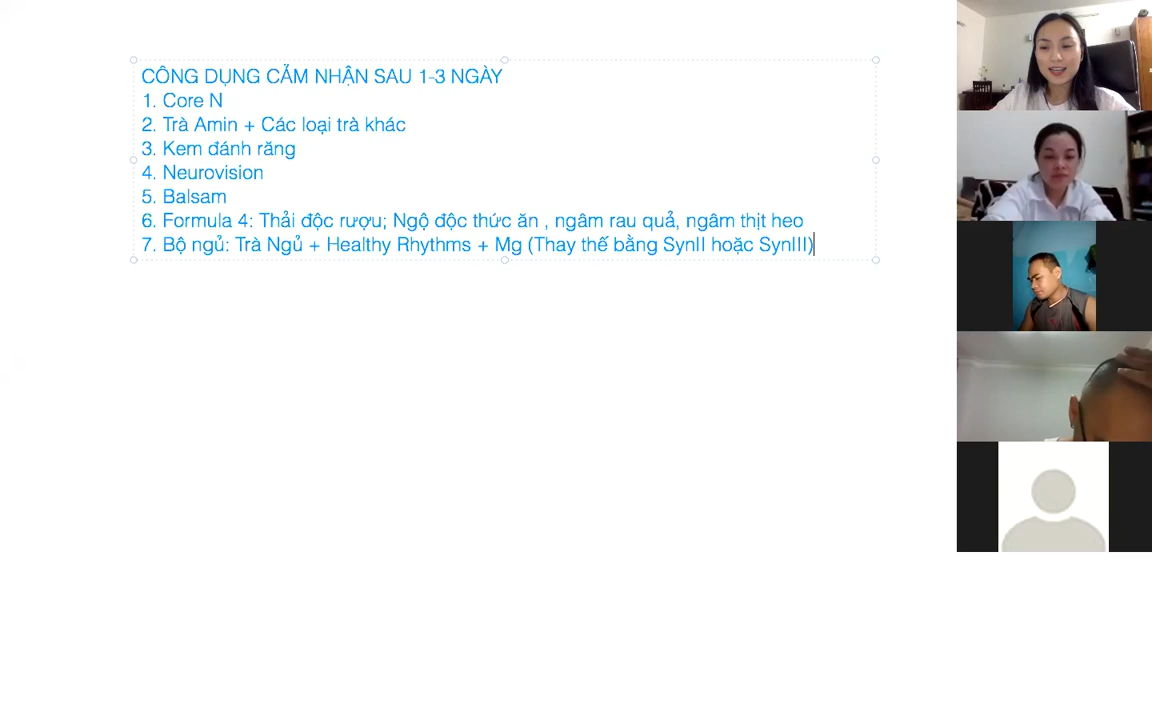 CÔNG DỤNG CẢM NHẬN SAU 1-3 NGÀY
1. Core N
2. Trà Amin + Các loại trà khác
3. Kem đánh răng
4. Neurovision
5. Balsam
6. Formula 4: Thải độc rượu; Ngộ độc thức ăn , ngâm rau quả, ngâm thịt heo
7. Bộ ngủ: Trà Ngủ + Healthy Rhythms + Mg (Thay thế bằng SynII hoặc SynIII)